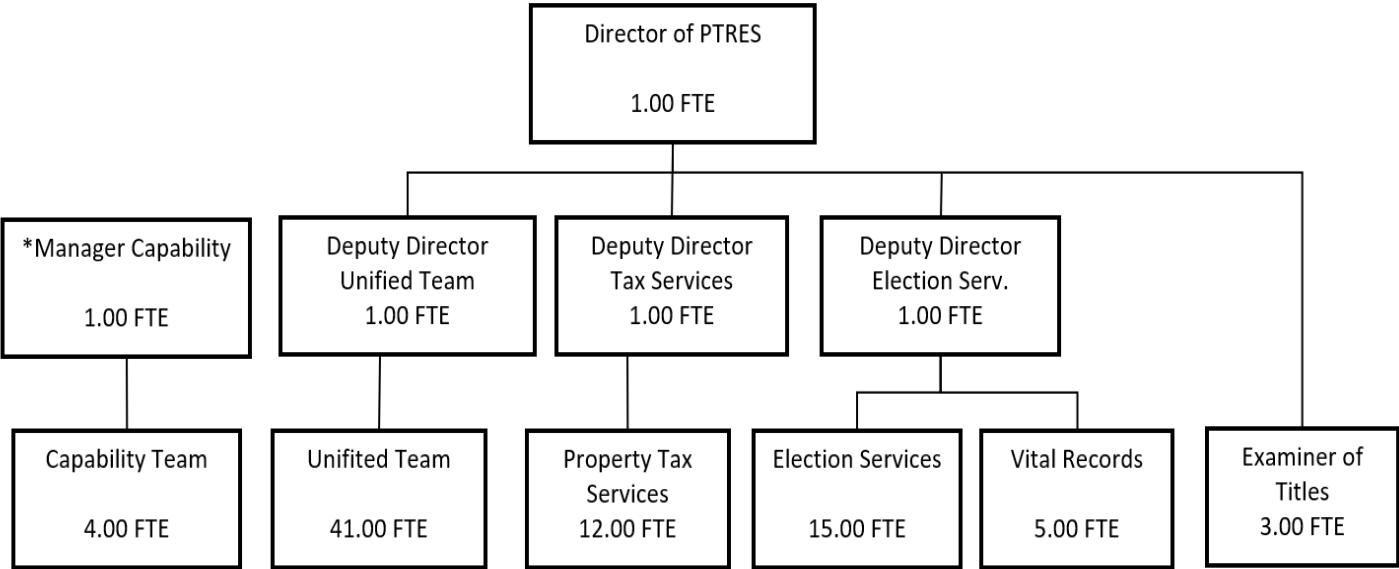 Director of PTRES
1.00 FTE
*Manager Capability
1.00 FTE
Deputy Director
Unified Team
1.00 FTE
Deputy Director
Tax Services
1.00 FTE
Deputy Director
Election Serv.
1.00 FTE
Capability Team
4.00 FTE
Unifited Team
41.00 FTE
Property Tax
Services
12.00 FTE
Election Services
15.00 FTE
Vital Records
5.00 FTE
Examiner of
Titles
3.00 FTE